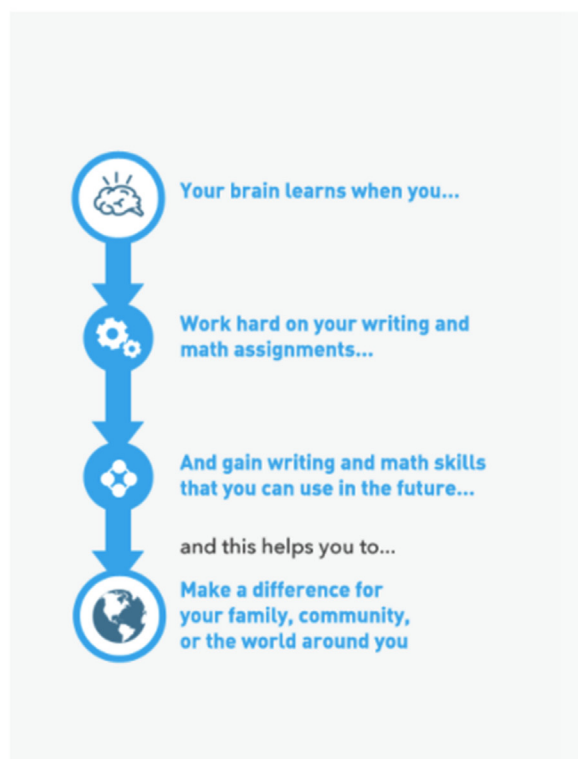 Your brain learns when you...
Work hard on your writing and
math assignments...
And gain writing and math skills
that you can use in the future...
and this helps you to...
Make a difference for
your family, community,
or the world around you